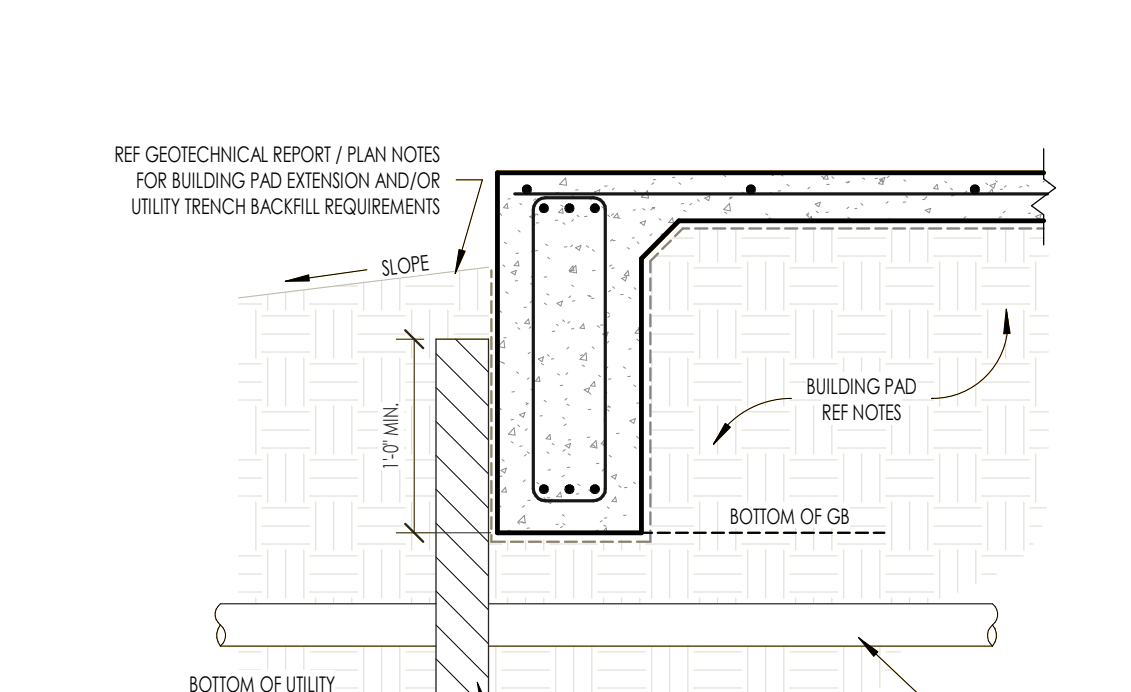 REF GEOTECHNICAL REPORT / PLAN NOTES
FOR BUILDING PAD EXTENSION AND/OR
UTILITY TRENCH BACKFILL REQUIREMENTS
SLOPE
1'-0" MIN.
BUILDING PAD
REF NOTES
BOTTOM OF GB
BOTTOM OF UTILITY